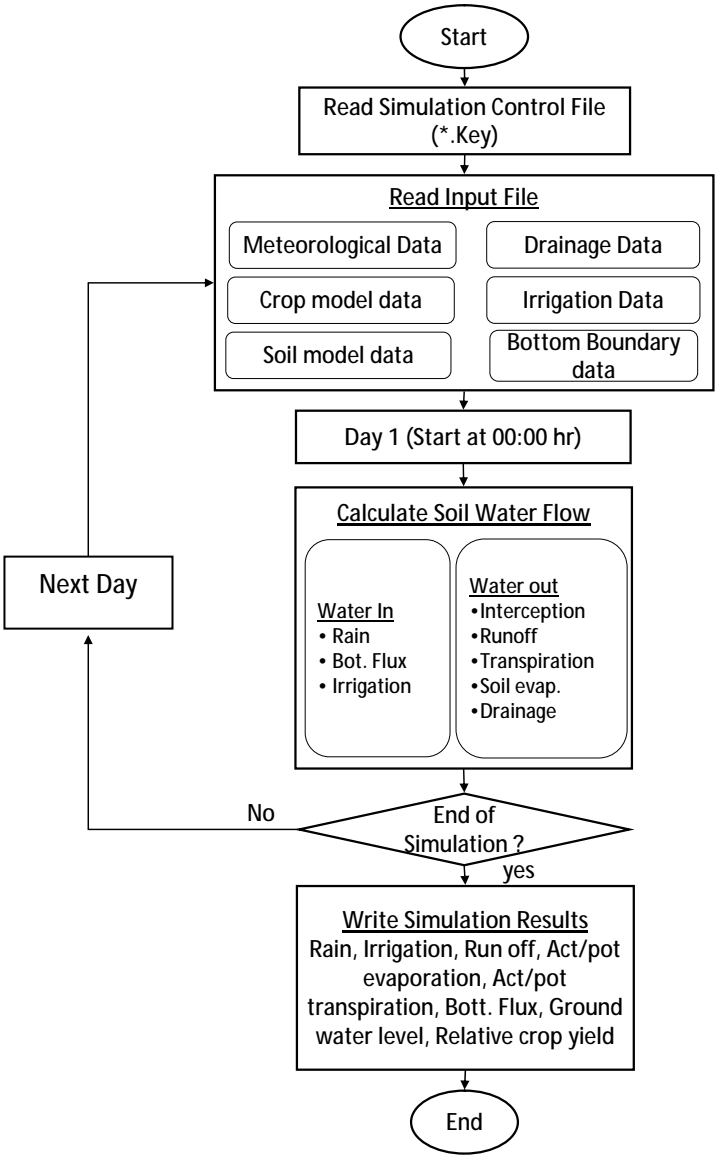 Start
Read Simulation Control File
(*.Key)
Read Input File
Meteorological Data
Drainage Data
Crop model data
Irrigation Data
Soil model data
Bottom Boundary
data
Day 1 (Start at 00:00 hr)
Calculate Soil Water Flow
Next Day
Water In
• Rain
• Bot. Flux
• Irrigation
Water out
•Interception
•Runoff
•Transpiration
•Soil evap.
•Drainage
No
End of
Simulation ?
yes
Write Simulation Results
Rain, Irrigation, Run off, Act/pot
evaporation, Act/pot
transpiration, Bott. Flux, Ground
water level, Relative crop yield
End